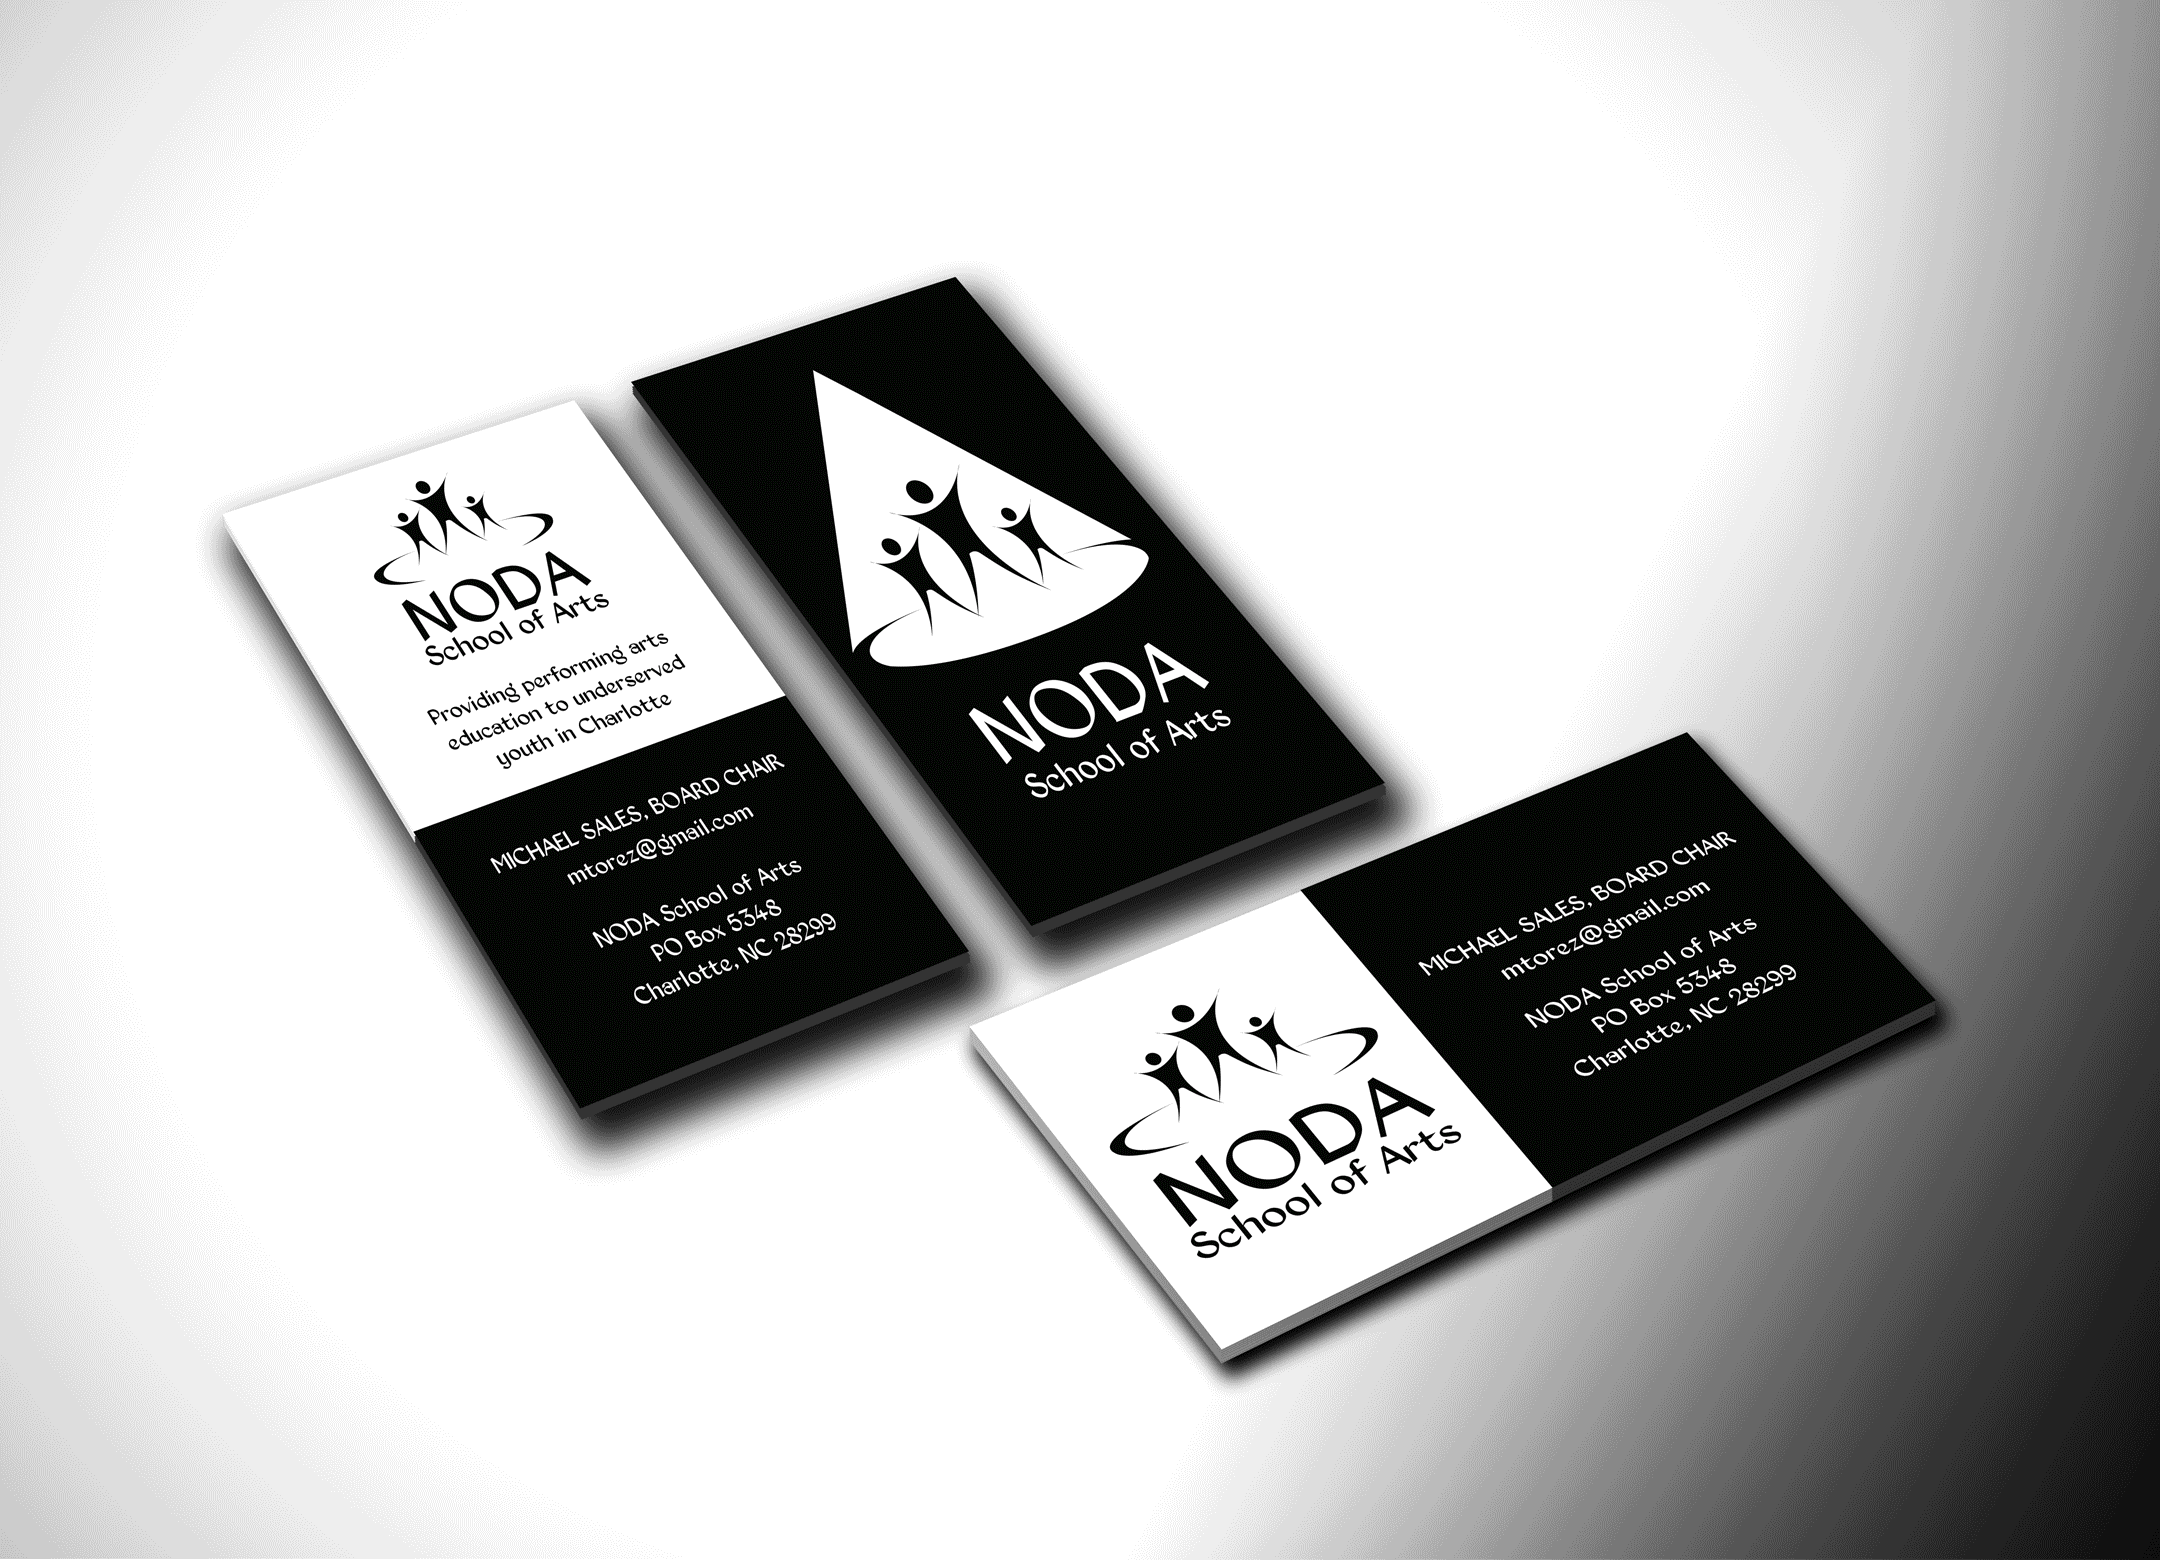 NODA
School of Arts
Providing performing arts
education to underserved
youth in Charlotte
MICHAEL SALES, BOARD CHAIR
mtorez@gmail.com
NODA School of Arts
PO Box 5348
Charlotte, NC 28299
NODA
School of Arts
NODA
School of Arts
MICHAEL SALES, BOARD CHAIR
mtorez@gmail.com
NODA School of Arts
PO Box 5348
Charlotte, NC 28299